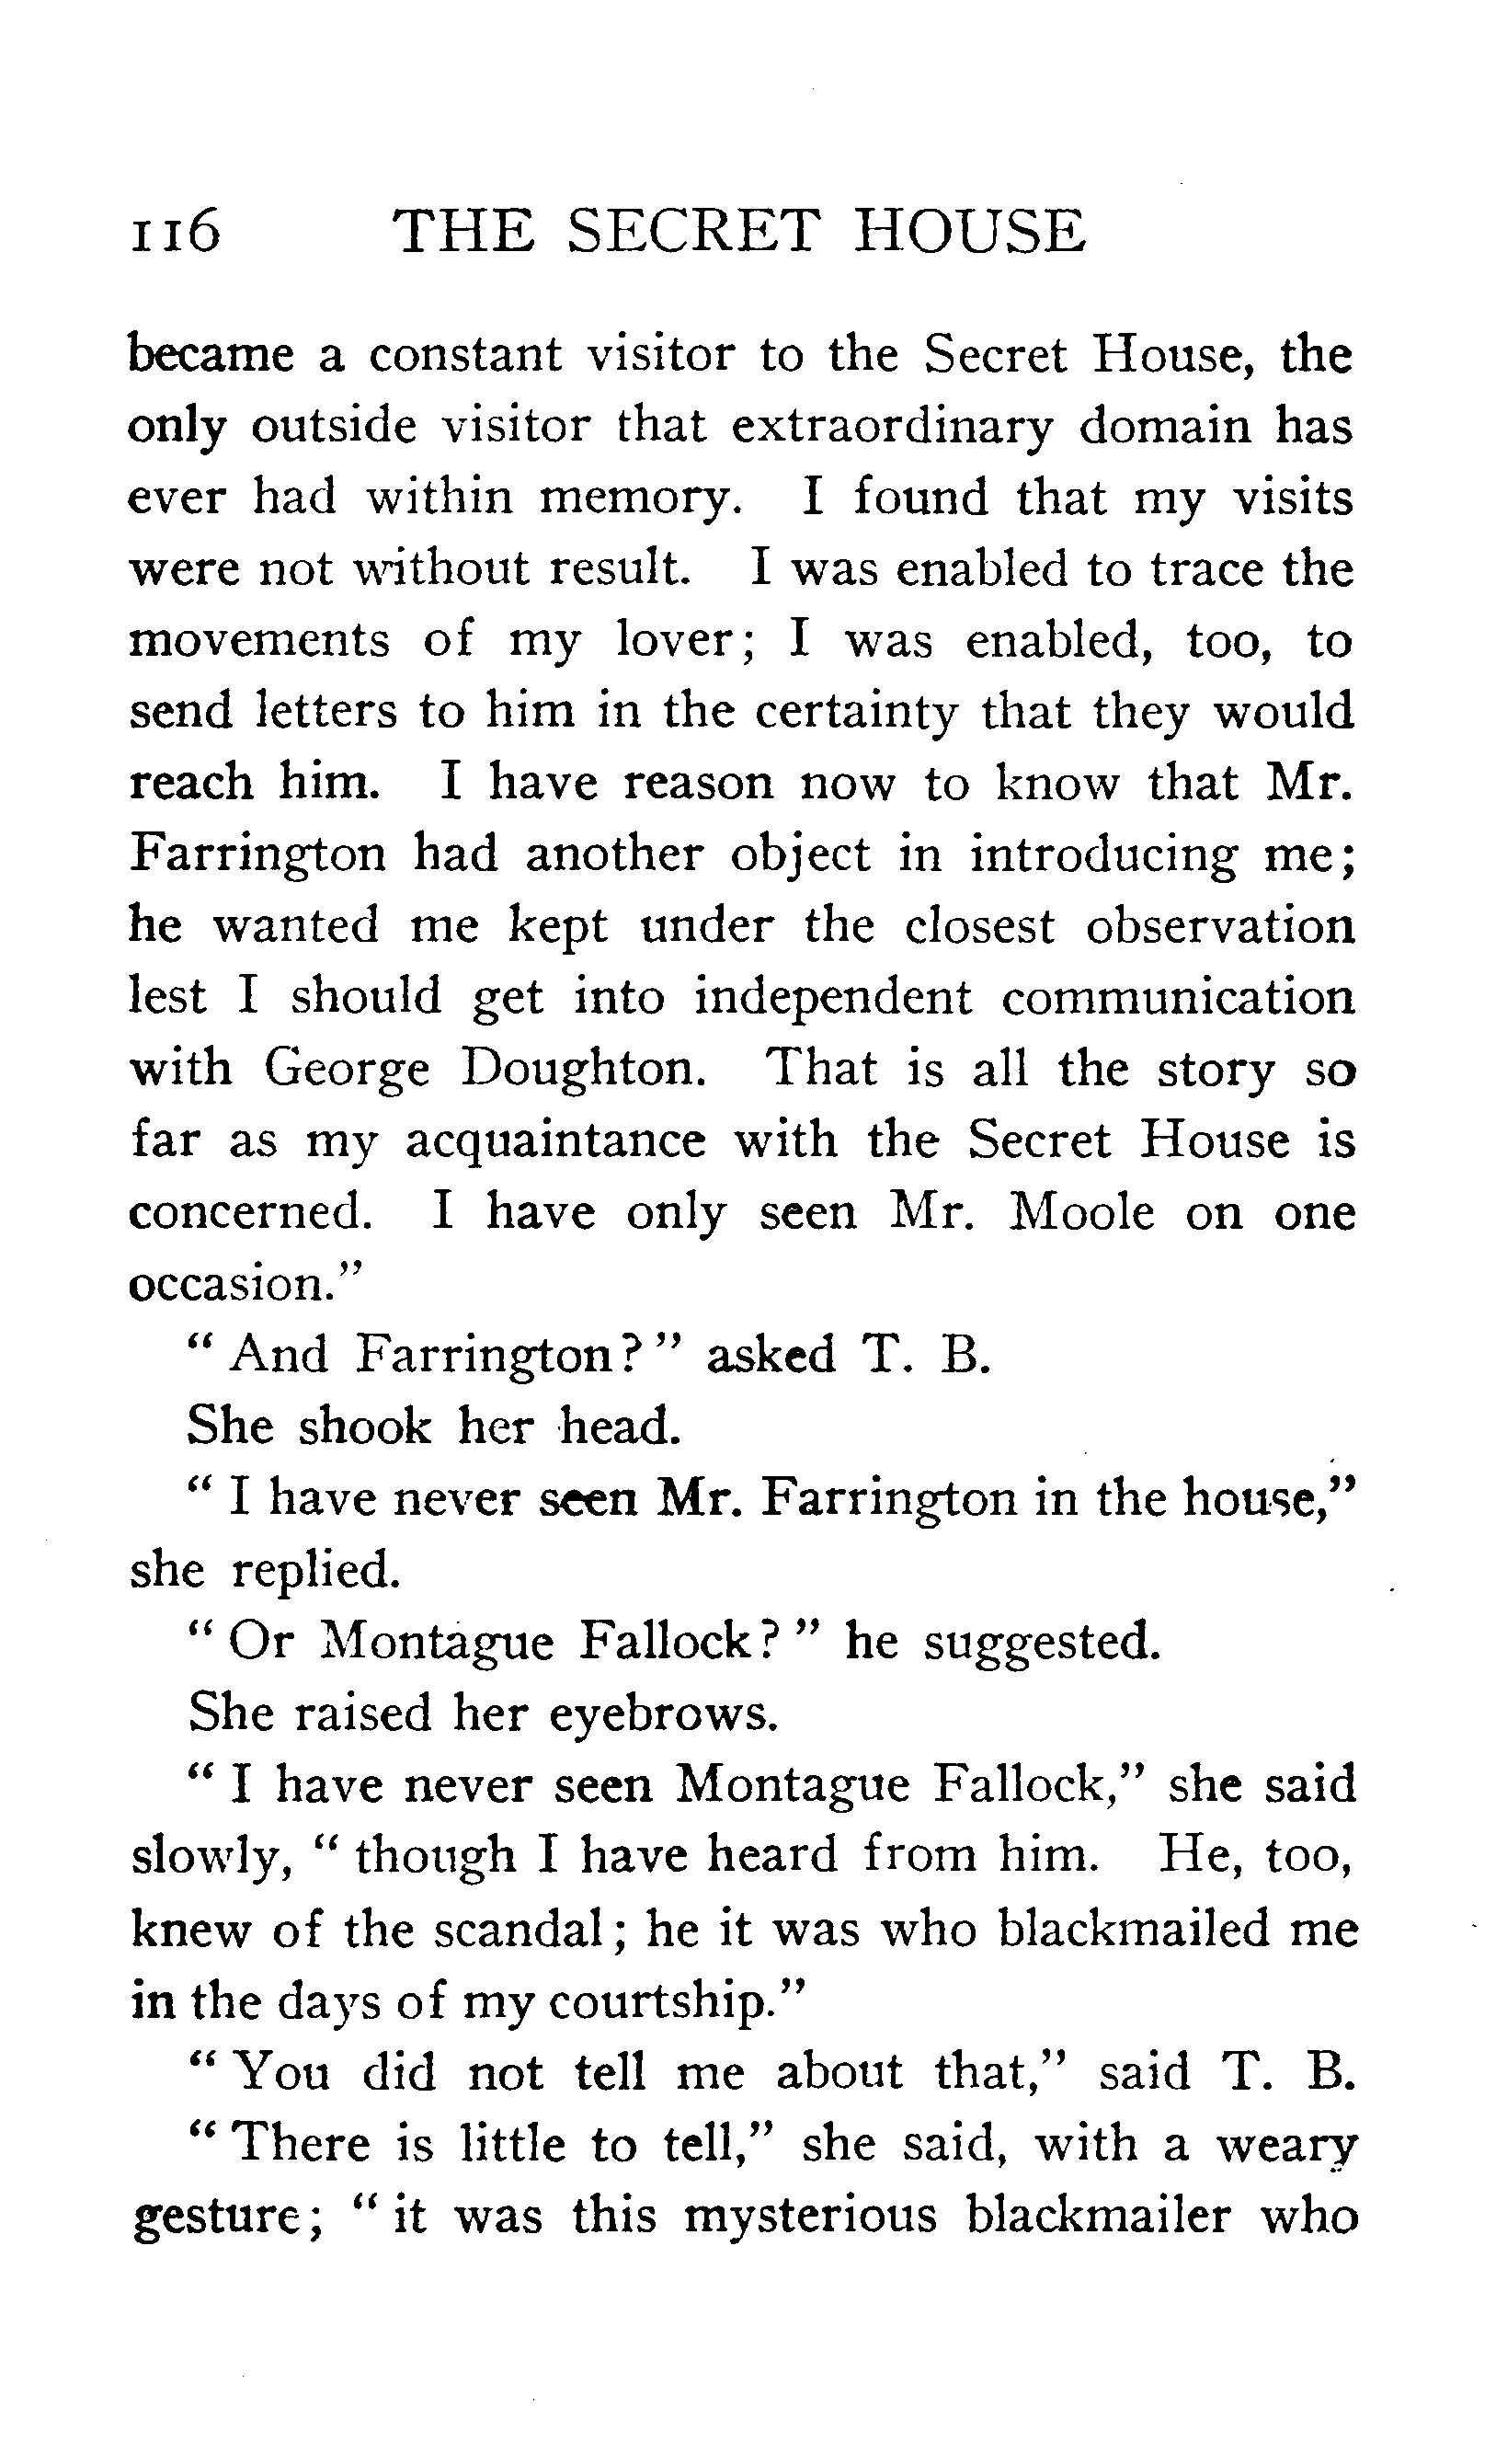 116 THE SECRET HOUSE
became a constant visitor to the Secret House, the
only outside visitor that extraordinary domain has
ever had within memory. I found that my visits
were not without result. I was enabled to trace the
movements of my lover; I was enabled, too, to
send letters to him in the certainty that they would
reach him. I have reason now to know that Mr.
Farrington had another object in introducing me;
he wanted me kept under the closest observation
lest I should get into independent communication
with George Doughton. That is all the story so
far as my acquaintance with the Secret House is
concerned. I have only seen Mr. Moole on one
occasion."
"And Farrington?" asked T. B.
She shook her head.
"I have never seen Mr. Farrington in the house,"
she replied.
"Or Montague Fallock?" he suggested.
She raised her eyebrows.
"I have never seen Montague Fallock," she said
slowly, "though I have heard from him. He, too,
knew of the scandal; he it was who blackmailed me
in the days of my courtship."
"You did not tell me about that," said T. B.
"There is little to tell," she said, with a weary
gesture; "it was this mysterious blackmailer who